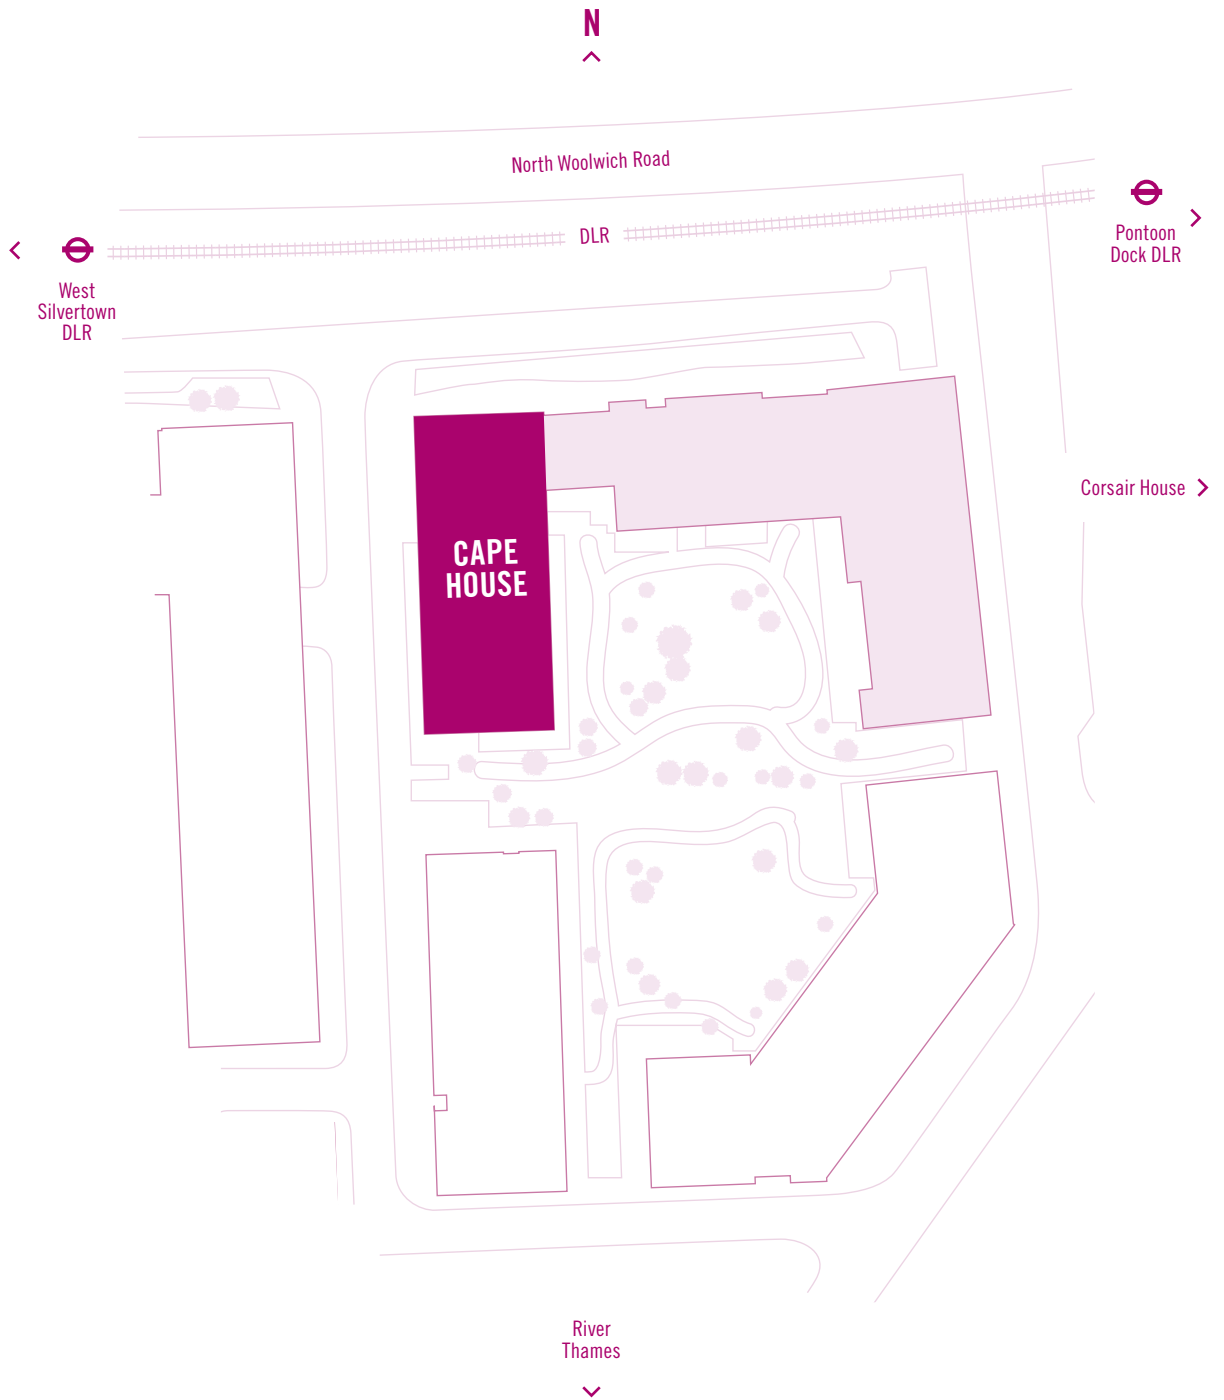 N
North Woolwich Road
DLR
Pontoon
Dock DLR
West
Silvertown
DLR
Corsair House
CAPE
HOUSE
River
Thames